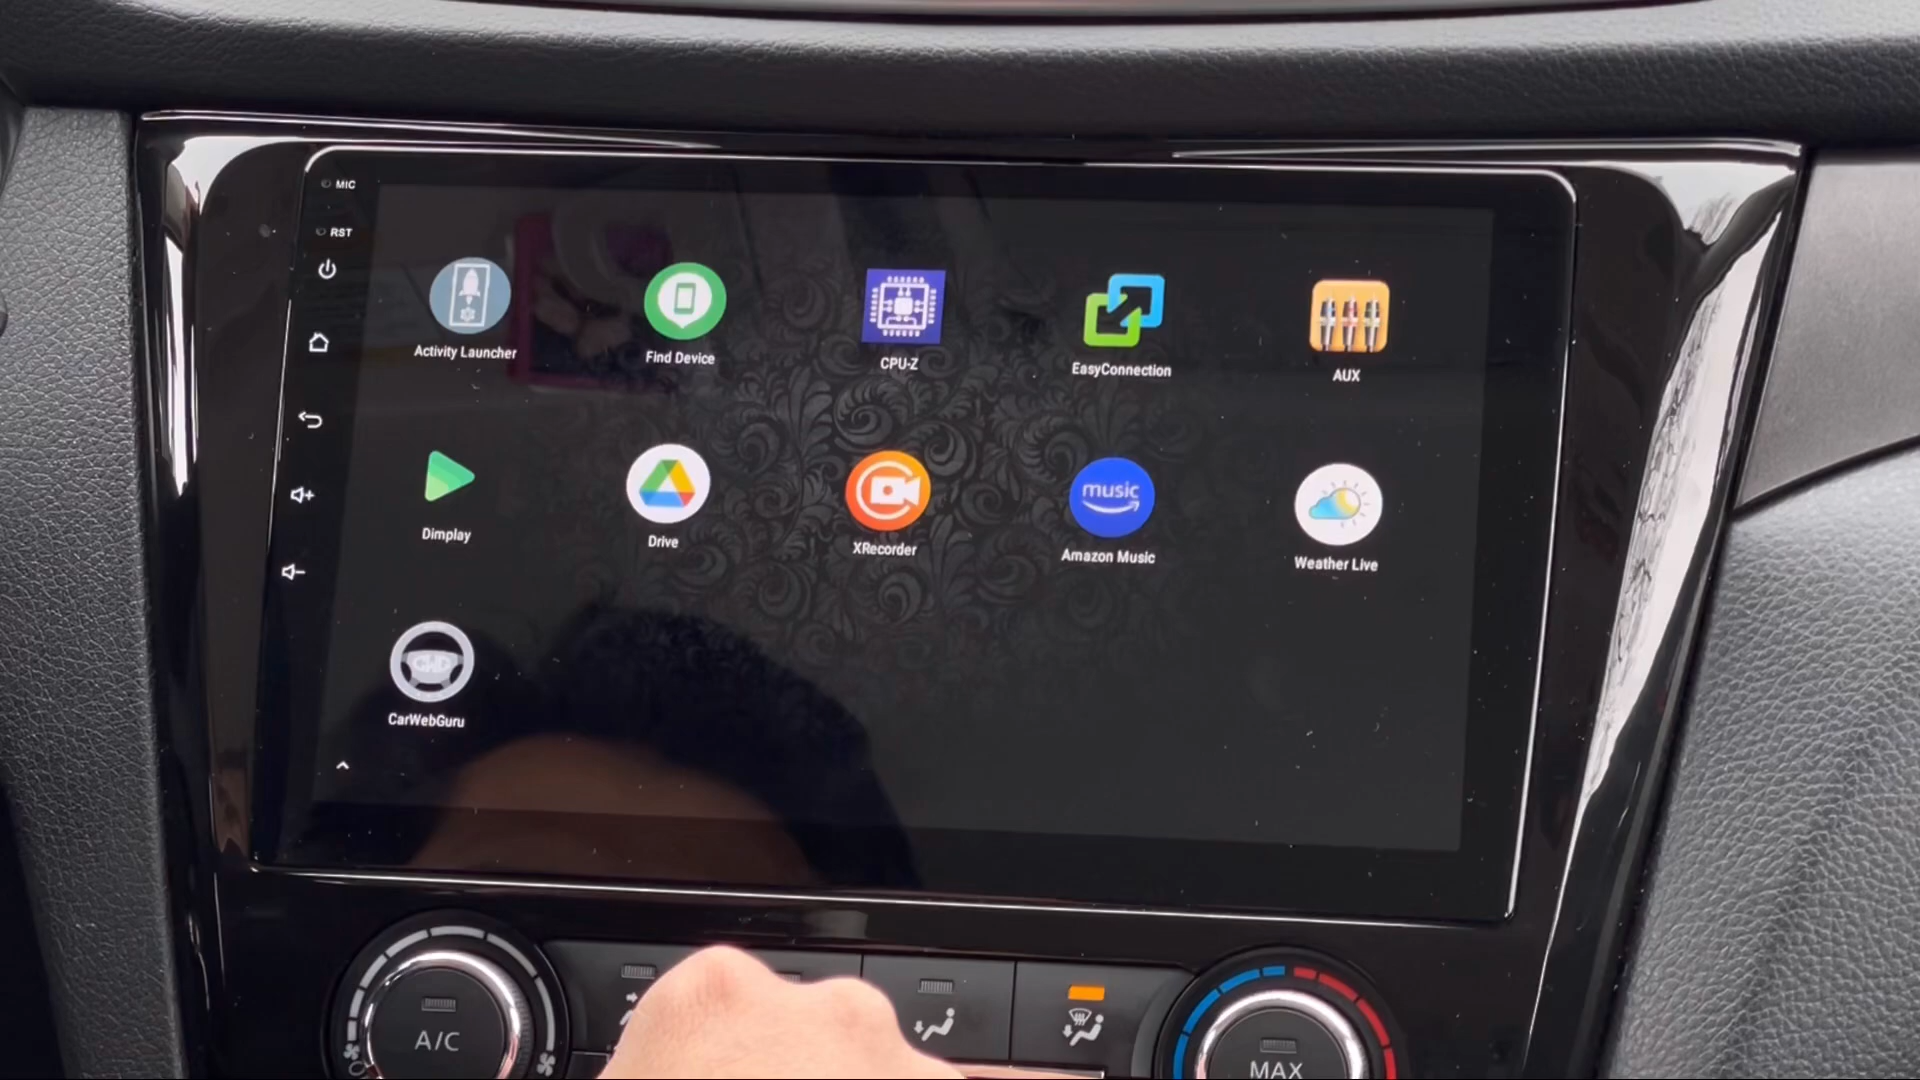 MIC
RST
Activity Launcher
Find Device
CPU-Z
EasyConnection
AUX
Dimplay
Drive
XRecorder
music
Amazon Music
Weather Live
CWG
CarWebGuru
A/C
MAX